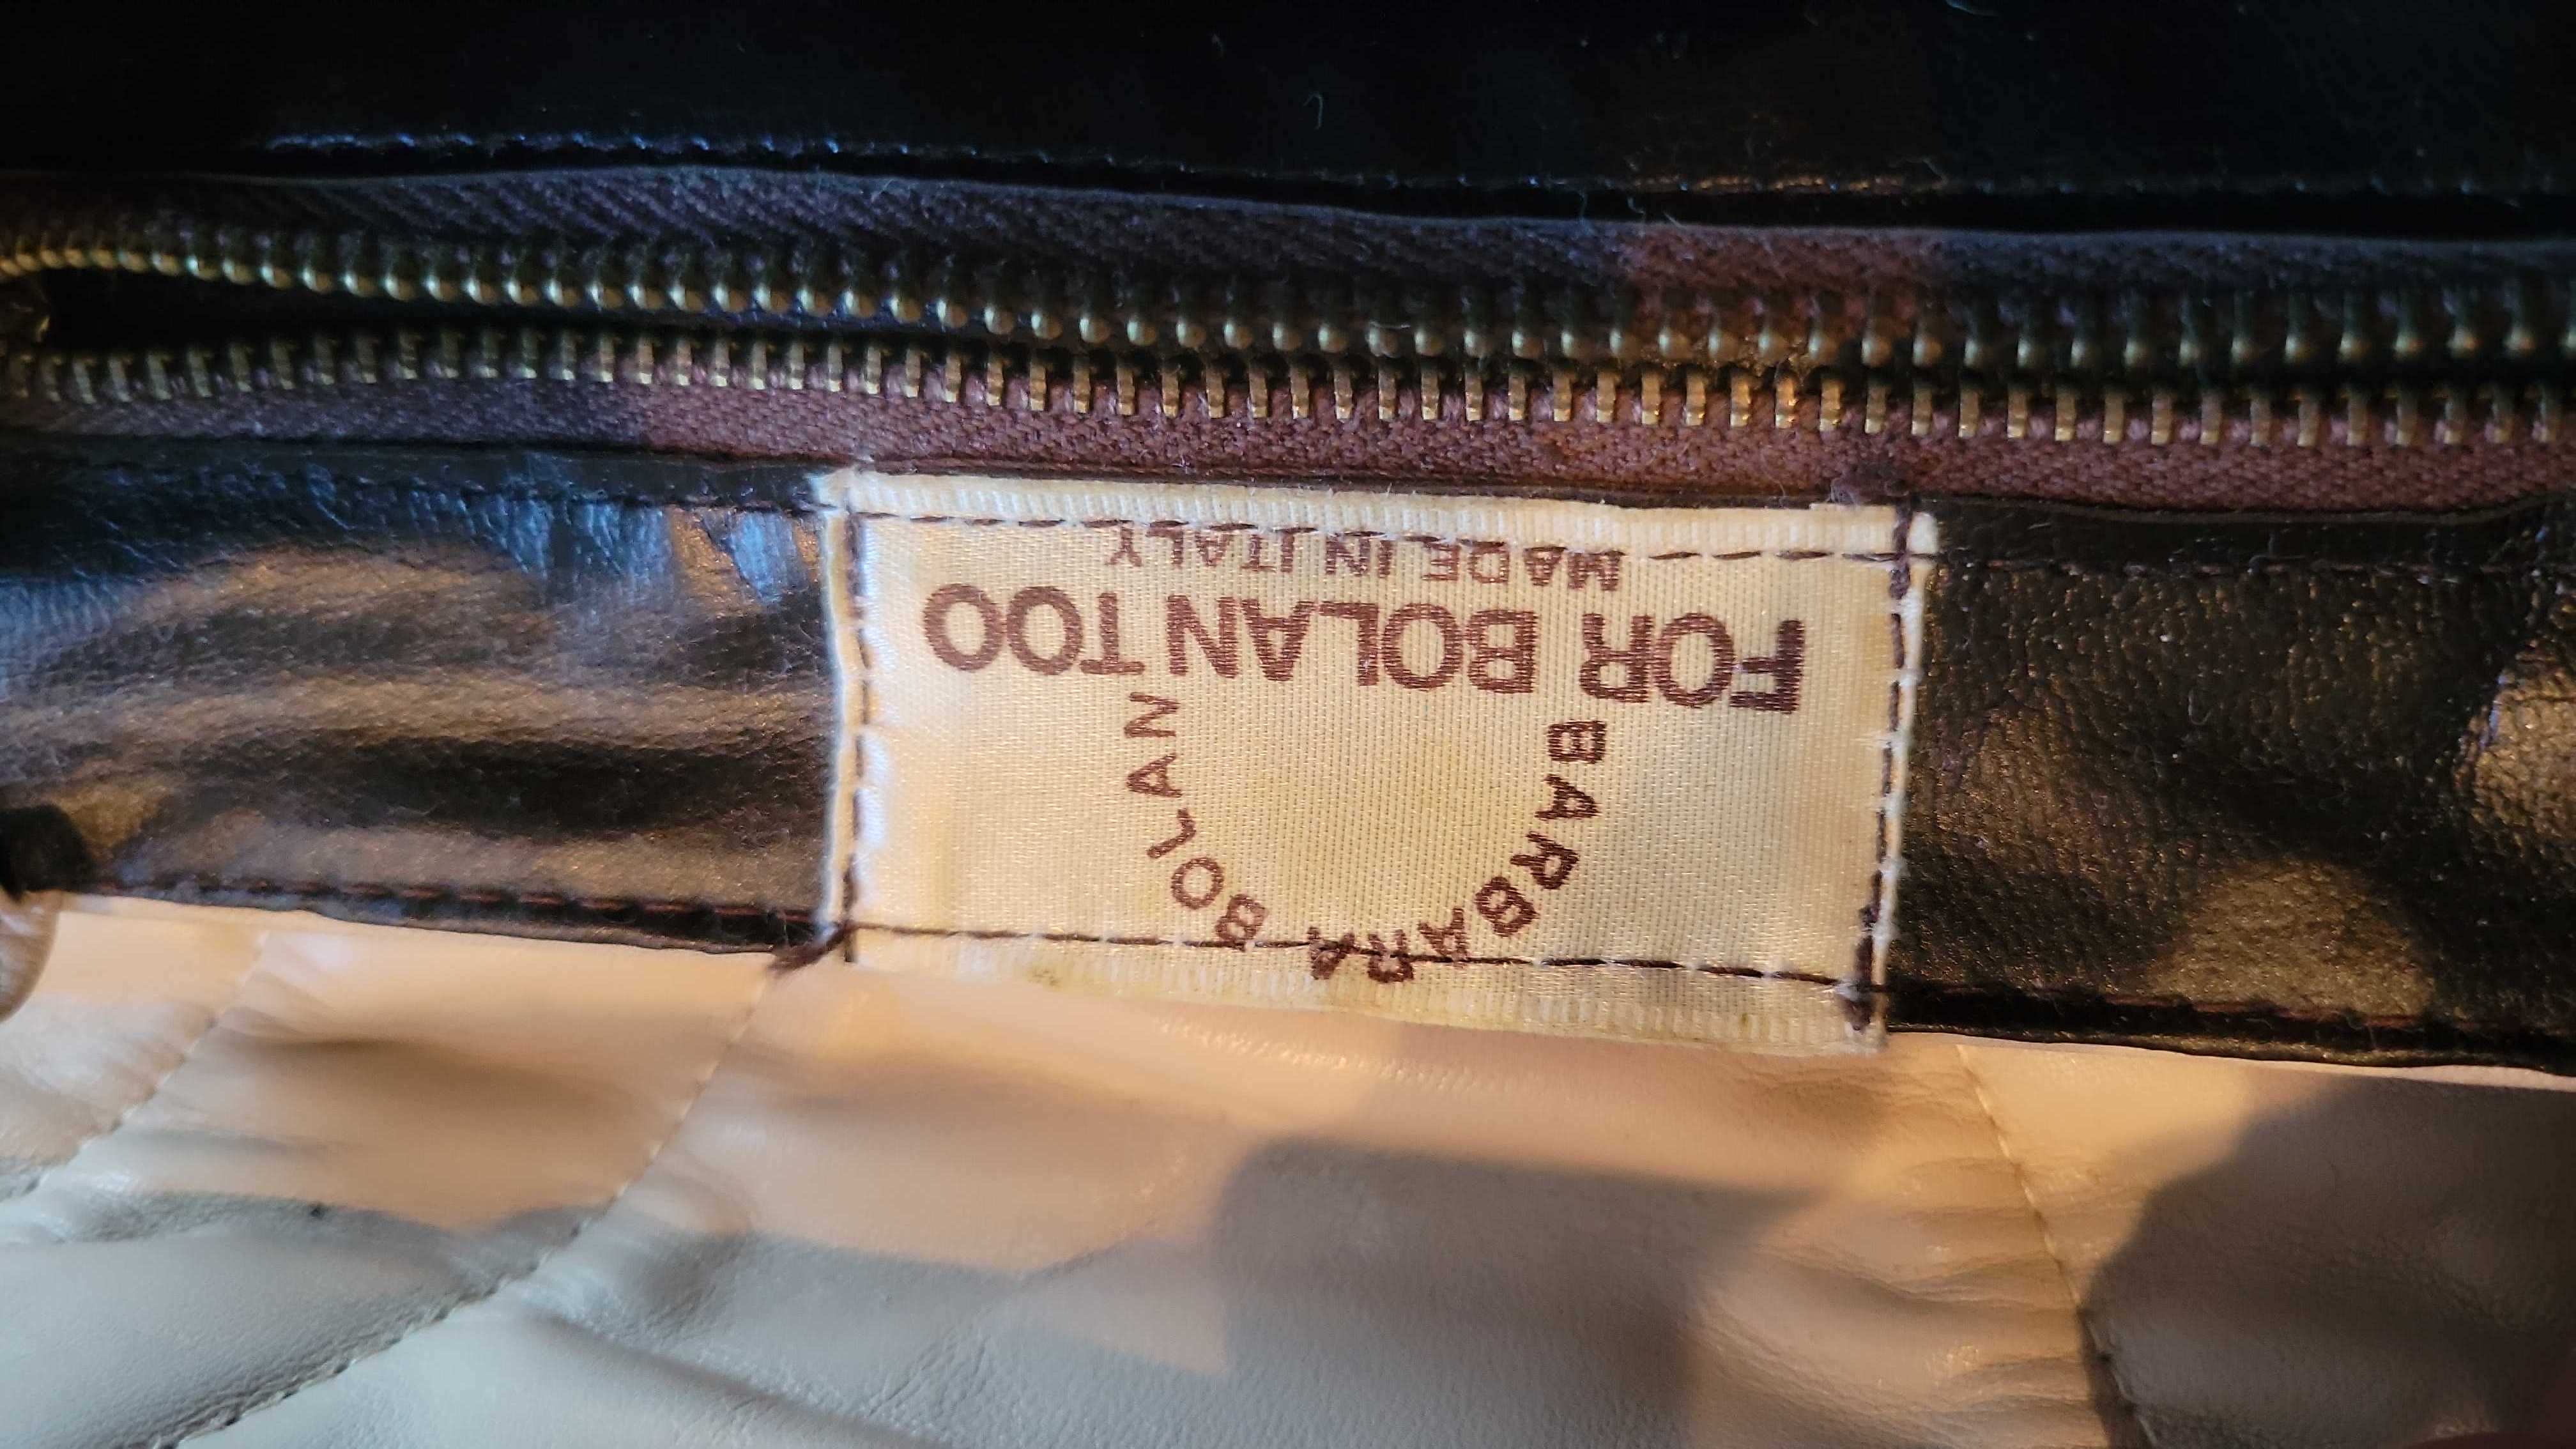 BARBARA BOLAN
FOR BOLAN TOO
MADE IN ITALY